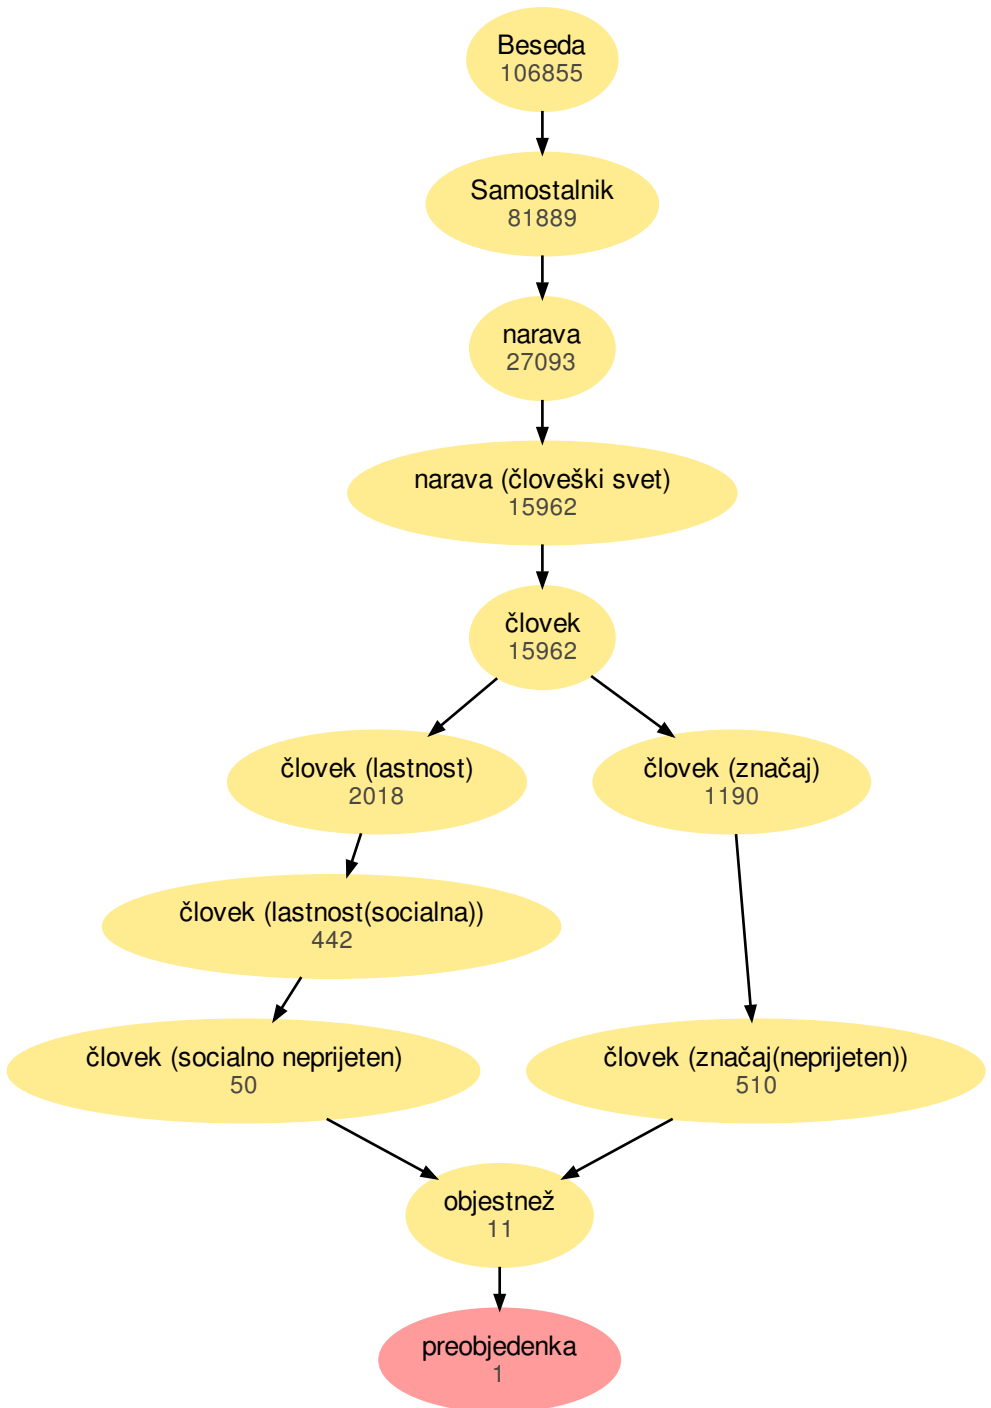 Beseda
106855
Samostalnik
81889
narava
27093
narava (človeški svet)
15962
človek
15962
človek (lastnost)
2018
človek (značaj)
1190
človek (lastnost(socialna))
442
človek (socialno neprijeten)
50
človek (značaj(neprijeten))
510
objestnež
11
preobjedenka
1